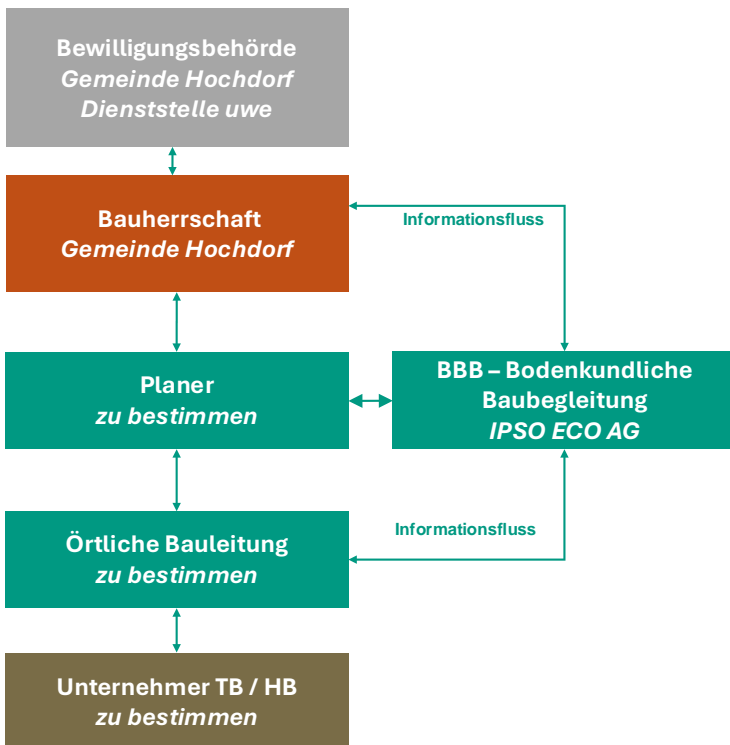 Bewilligungsbehörde
Gemeinde Hochdorf
Dienststelle uwe
Bauherrschaft
Gemeinde Hochdorf
Informationsfluss
Planer
zu bestimmen
BBB – Bodenkundliche
Baubegleitung
IPSO ECO AG
Örtliche Bauleitung
zu bestimmen
Informationsfluss
Unternehmer TB / HB
zu bestimmen